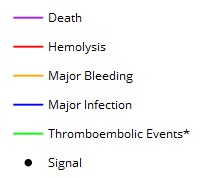 Death
Hemolysis
Major Bleeding
Major Infection
Thromboembolic Events*
Signal